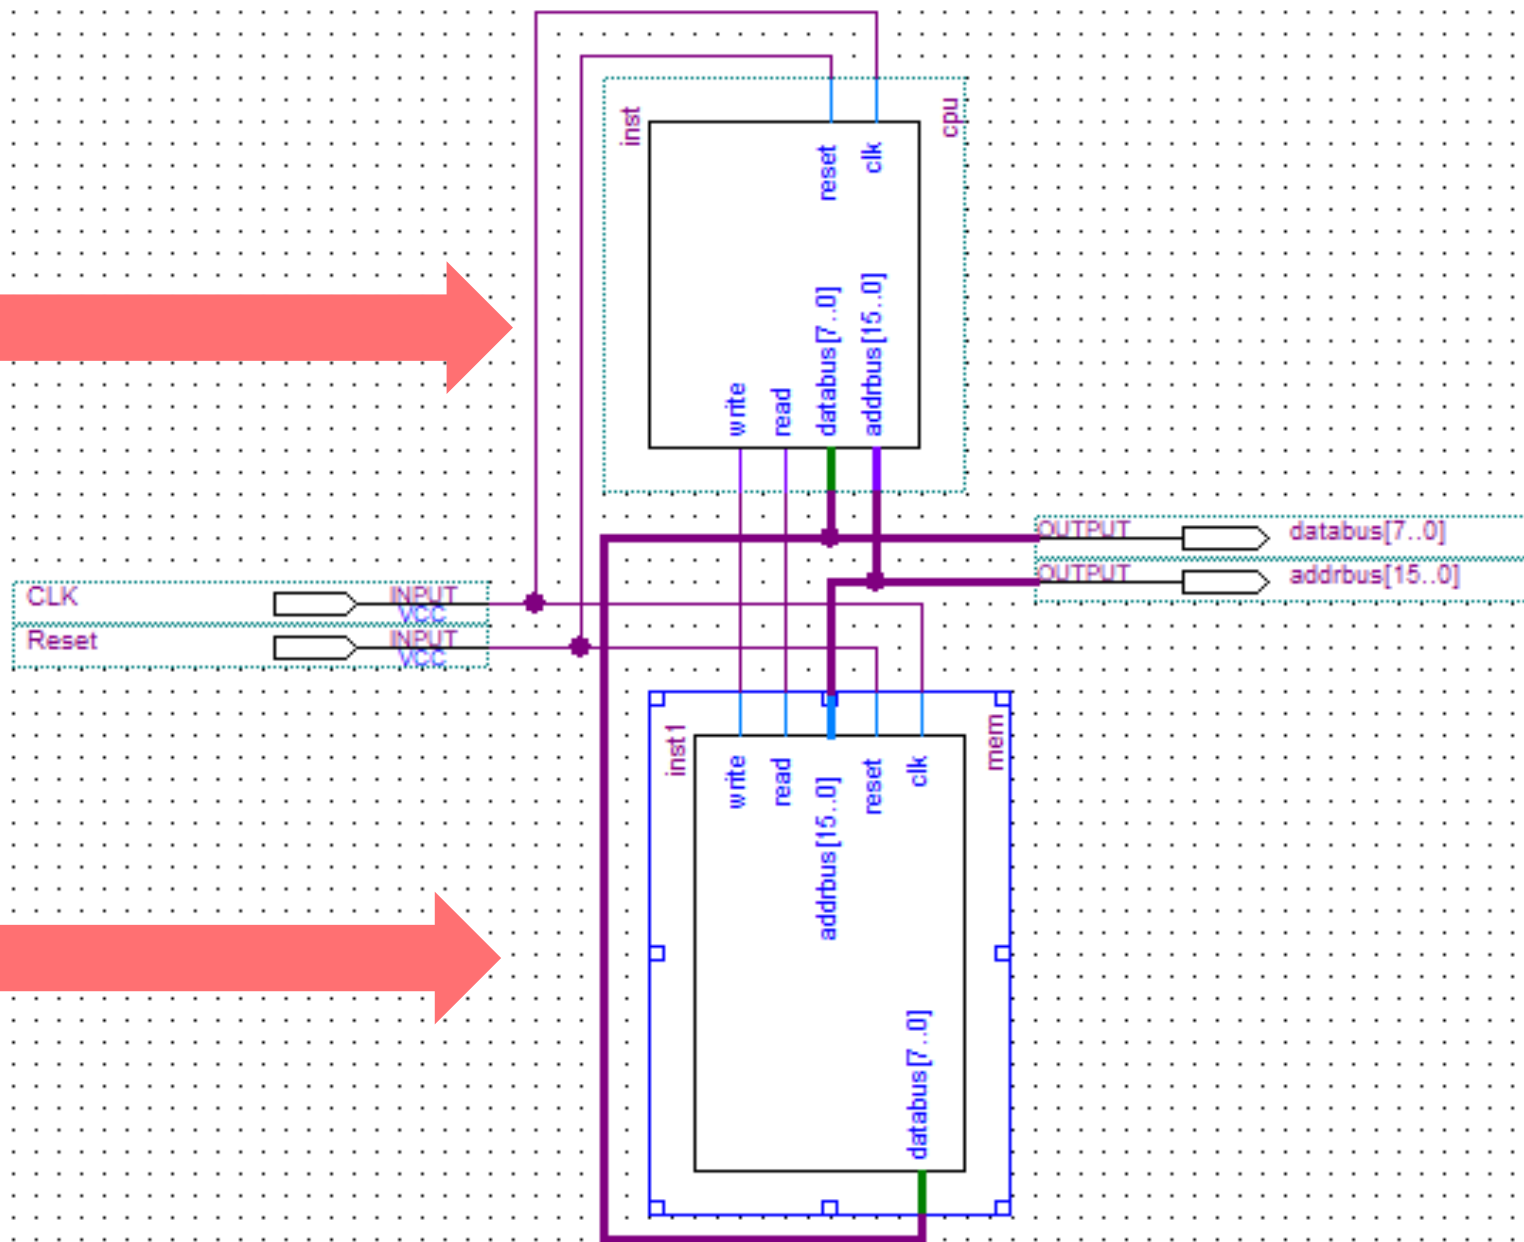 inst
cpu
reset
clk
write
read
databus[7..0]
addrbus[15..0]
OUTPUT
databus[7..0]
OUTPUT
addrbus[15..0]
CLK
INPUT
VCC
Reset
INPUT
VCC
inst1
mem
write
read
addrbus[15..0]
reset
clk
databus[7..0]